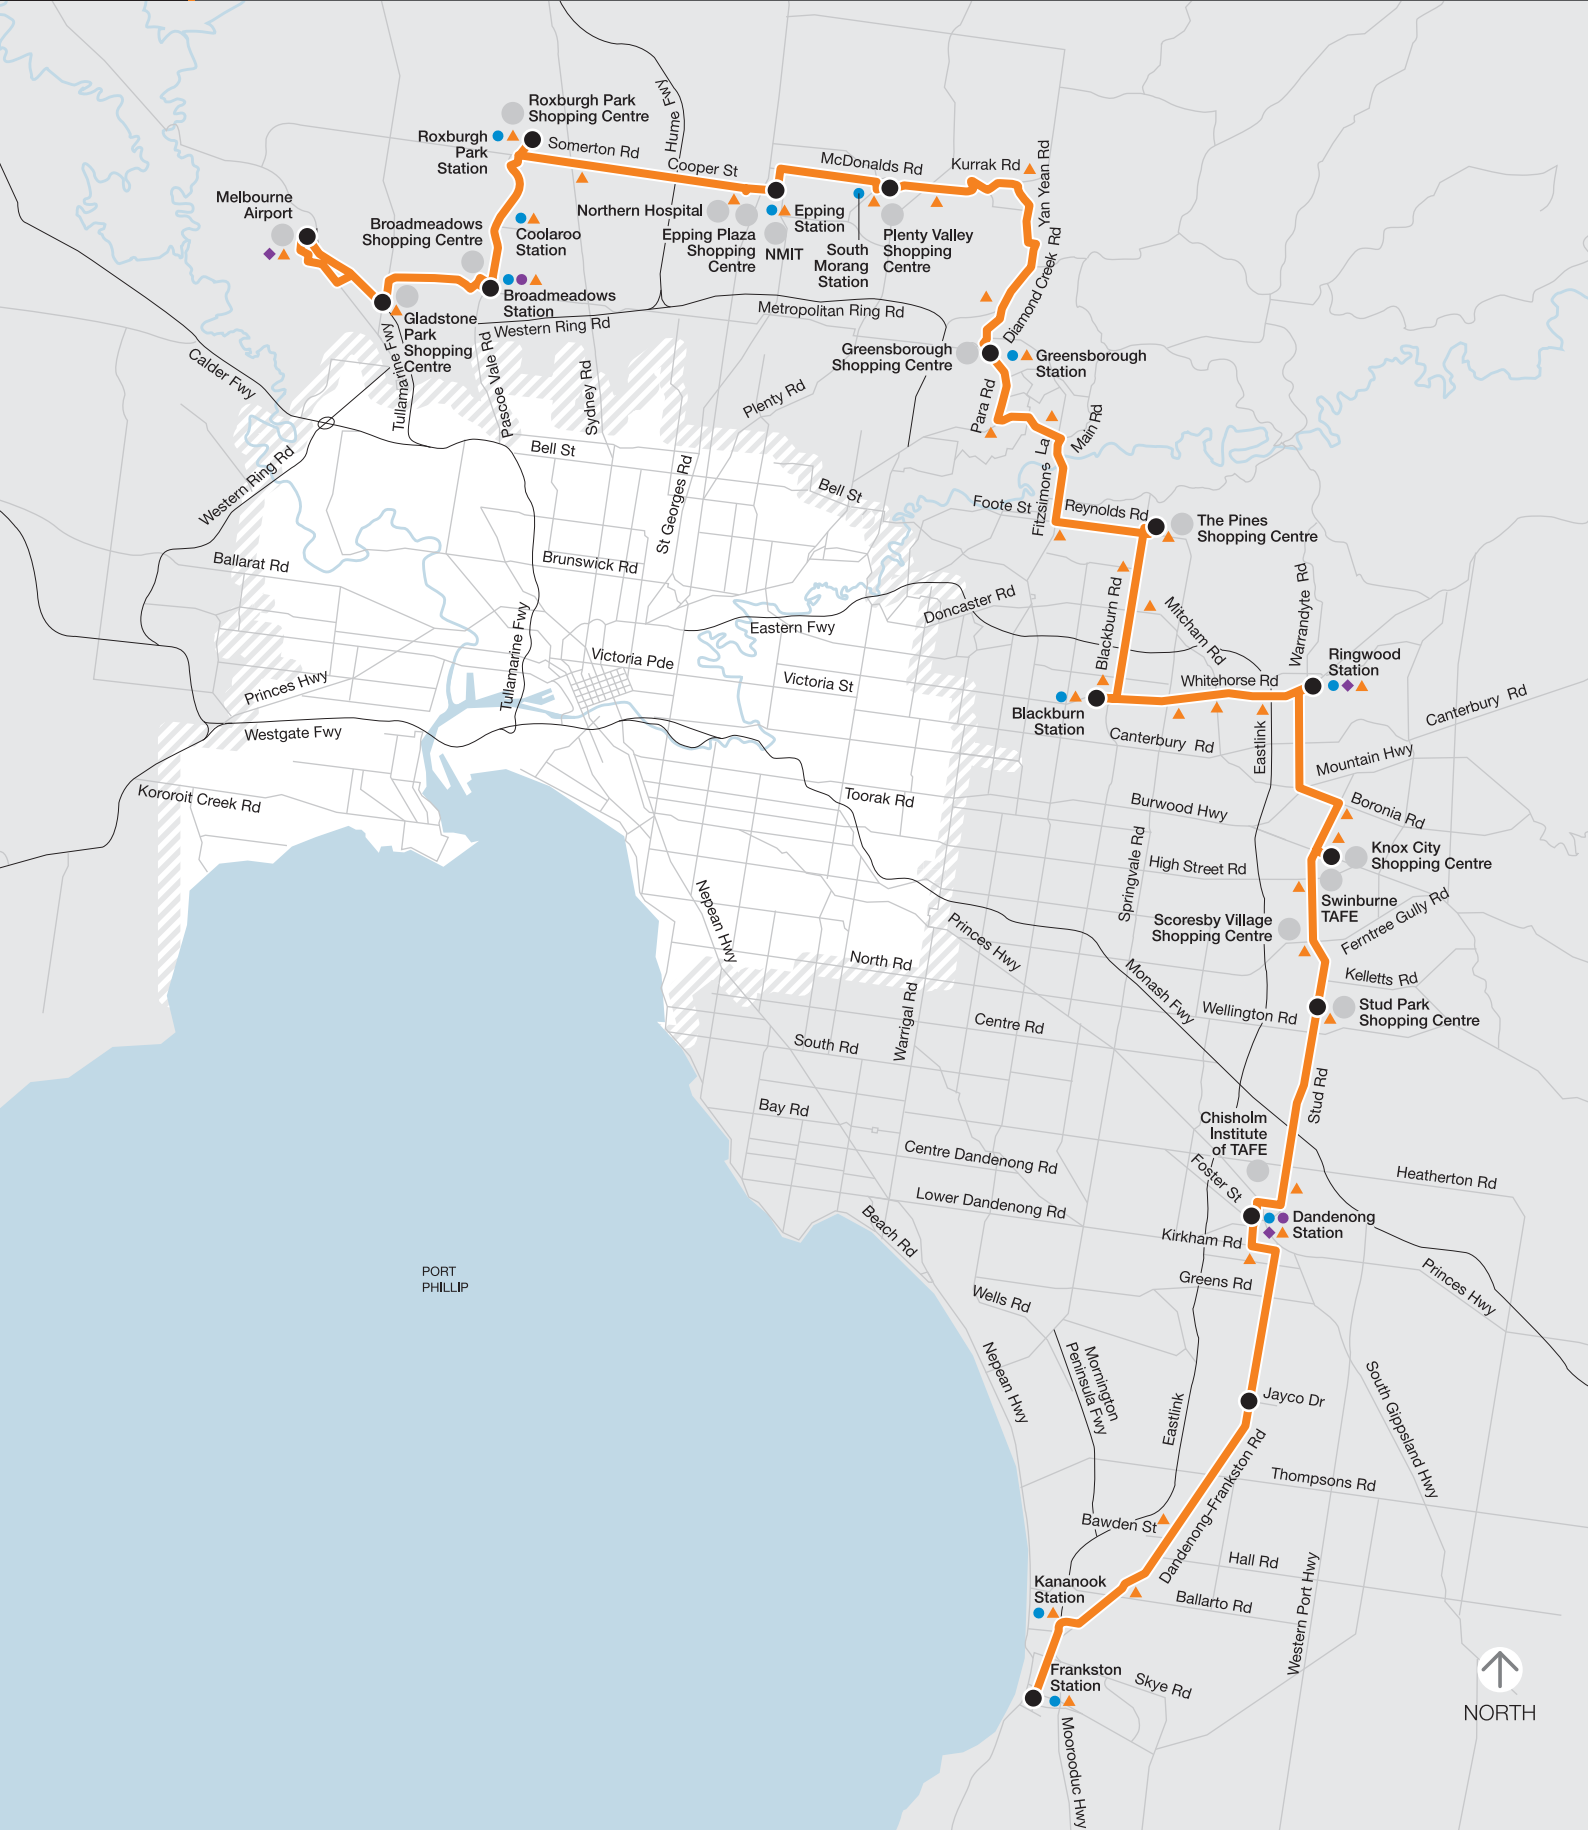 Roxburgh Park
Shopping Centre
Roxburgh
Park
Station
Somerton Rd
Hume Fwy
Cooper St
McDonalds Rd
Kurrak Rd
Yan Yean Rd
Melbourne
Airport
Broadmeadows
Shopping Centre
Coolaroo
Station
Northern Hospital
Epping Plaza
Shopping
Centre
Epping
Station
NMIT
South
Morang
Station
Plenty Valley
Shopping
Centre
Diamond Creek Rd
Broadmeadows
Station
Gladstone
Park
Shopping
Centre
Western Ring Rd
Metropolitan Ring Rd
Greensborough
Shopping Centre
Greensborough
Station
Calder Fwy
Tullamarine Fwy
Pascoe Vale Rd
Sydney Rd
Plenty Rd
Para Rd
Main Rd
Bell St
Western Ring Rd
St Georges Rd
Bell St
Fitzsimons La
Foote St
Reynolds Rd
The Pines
Shopping Centre
Ballarat Rd
Brunswick Rd
Doncaster Rd
Blackburn Rd
Mitcham Rd
Warrandyte Rd
Eastern Fwy
Tullamarine Fwy
Victoria Pde
Victoria St
Princes Hwy
Westgate Fwy
Whitehorse Rd
Ringwood
Station
Blackburn
Station
Canterbury Rd
Canterbury Rd
Eastlink
Mountain Hwy
Kororoit Creek Rd
Toorak Rd
Burwood Hwy
Boronia Rd
Springvale Rd
High Street Rd
Knox City
Shopping Centre
Swinburne
TAFE
Nepean Hwy
Scoresby Village
Shopping Centre
Ferntree Gully Rd
Princes Hwy
North Rd
Monash Fwy
Kelletts Rd
Warrigal Rd
Wellington Rd
Stud Park
Shopping Centre
Centre Rd
South Rd
Stud Rd
Bay Rd
Chisholm
Institute
of TAFE
Centre Dandenong Rd
Foster St
Heatherton Rd
Lower Dandenong Rd
Beach Rd
Dandenong
Station
Kirkham Rd
PORT
PHILLIP
Greens Rd
Princes Hwy
Wells Rd
Nepean Hwy
Mornington
Peninsula Fwy
Eastlink
Jayco Dr
South Gippsland Hwy
Dandenong–Frankston Rd
Thompsons Rd
Bawden St
Hall Rd
Kananook
Station
Ballarto Rd
Western Port Hwy
Frankston
Station
Skye Rd
Moorooduc Hwy
NORTH